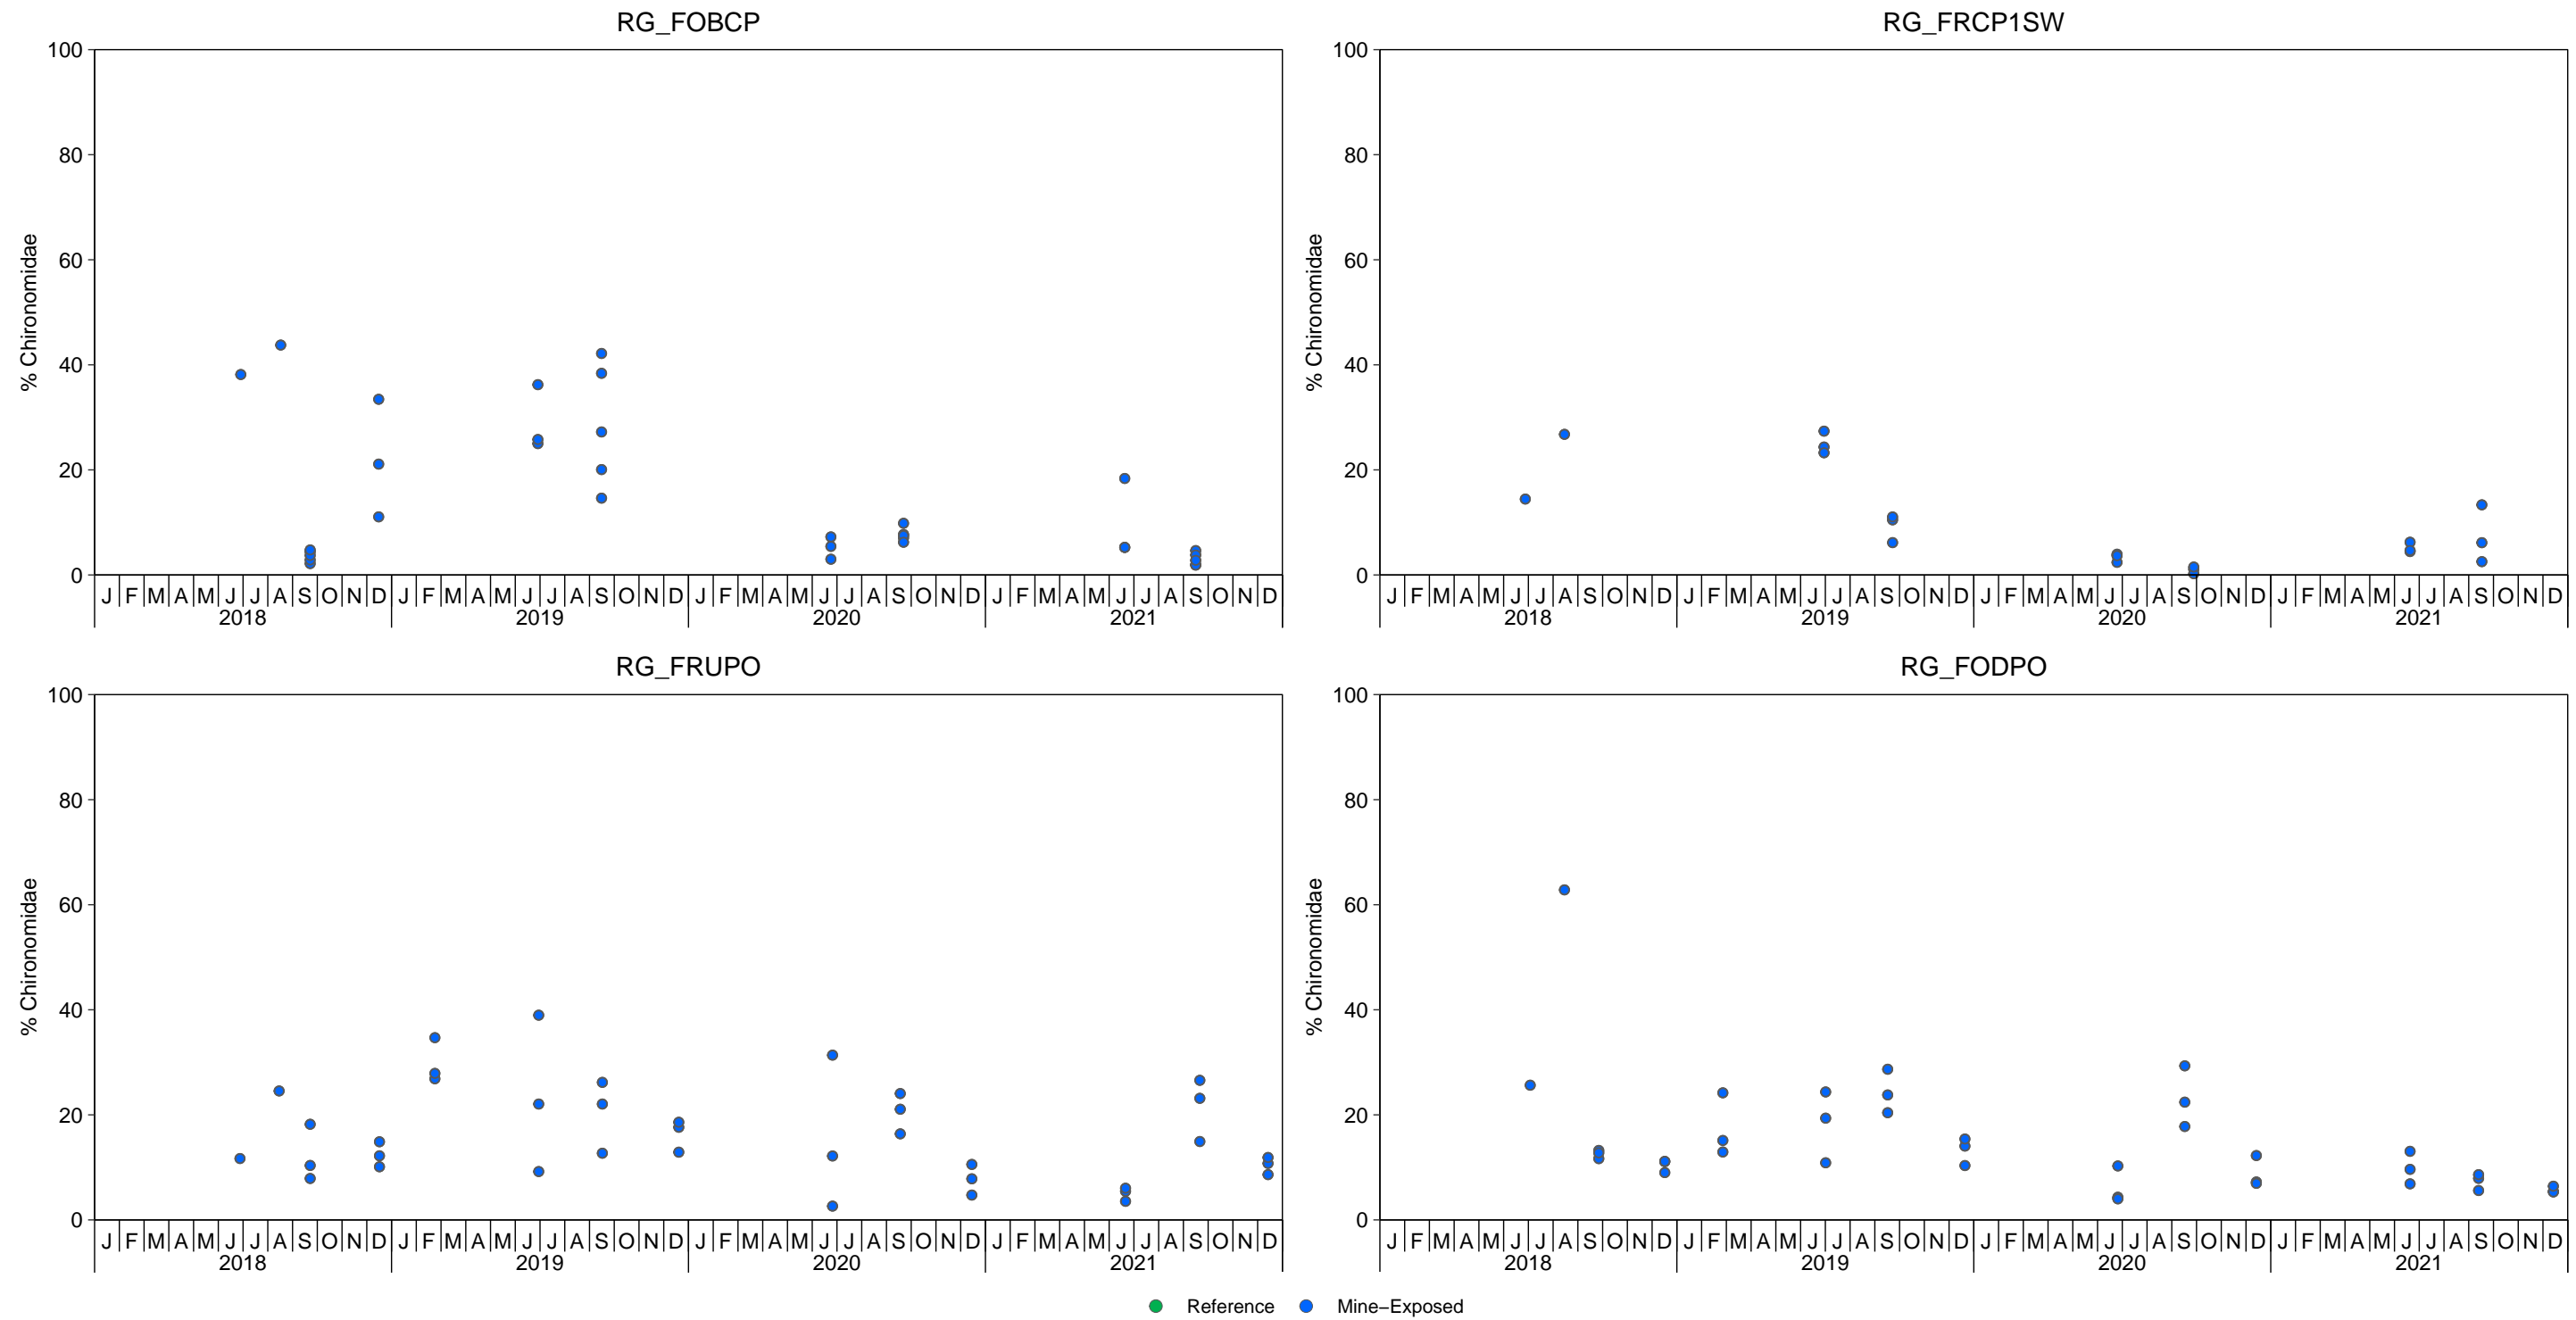 RG_FOBCP
% Chironomidae
100
80
60
40
20
0
J F M A M J J A S O N D J F M A M J J A S O N D J F M A M J J A S O N D J F M A M J J A S O N D
2018 2019 2020 2021
RG_FRCP1SW
% Chironomidae
100
80
60
40
20
0
J F M A M J J A S O N D J F M A M J J A S O N D J F M A M J J A S O N D J F M A M J J A S O N D
2018 2019 2020 2021
RG_FRUPO
% Chironomidae
100
80
60
40
20
0
J F M A M J J A S O N D J F M A M J J A S O N D J F M A M J J A S O N D J F M A M J J A S O N D
2018 2019 2020 2021
RG_FODPO
% Chironomidae
100
80
60
40
20
0
J F M A M J J A S O N D J F M A M J J A S O N D J F M A M J J A S O N D J F M A M J J A S O N D
2018 2019 2020 2021
Reference Mine−Exposed